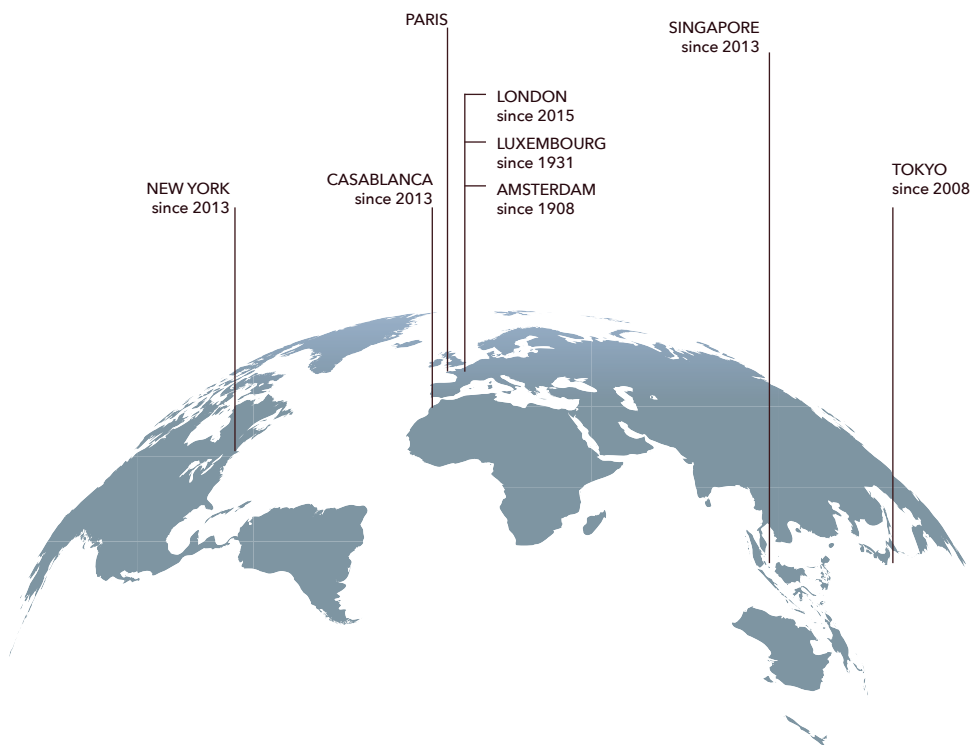 PARIS
SINGAPORE
since 2013
LONDON
since 2015
LUXEMBOURG
since 1931
AMSTERDAM
since 1908
CASABLANCA
since 2013
NEW YORK
since 2013
TOKYO
since 2008